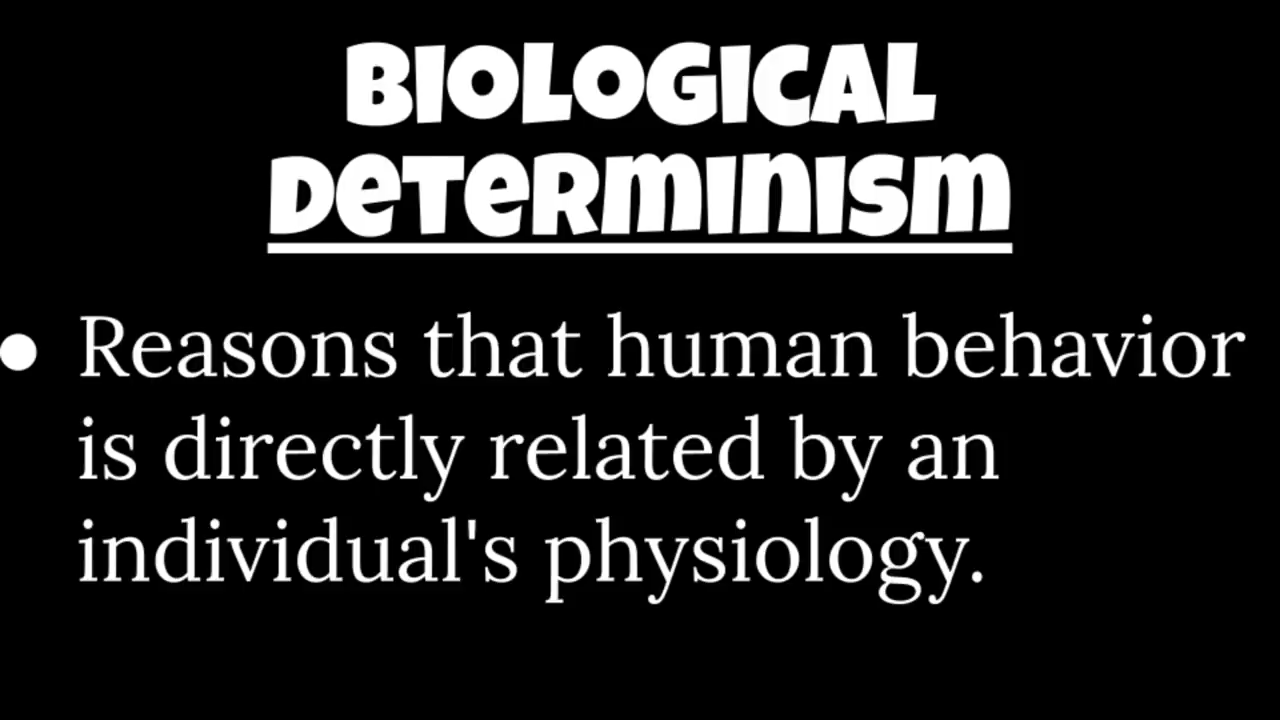 BIOLOGICAL
DETERMINISM
● Reasons that human behavior
is directly related by an
individual's physiology.